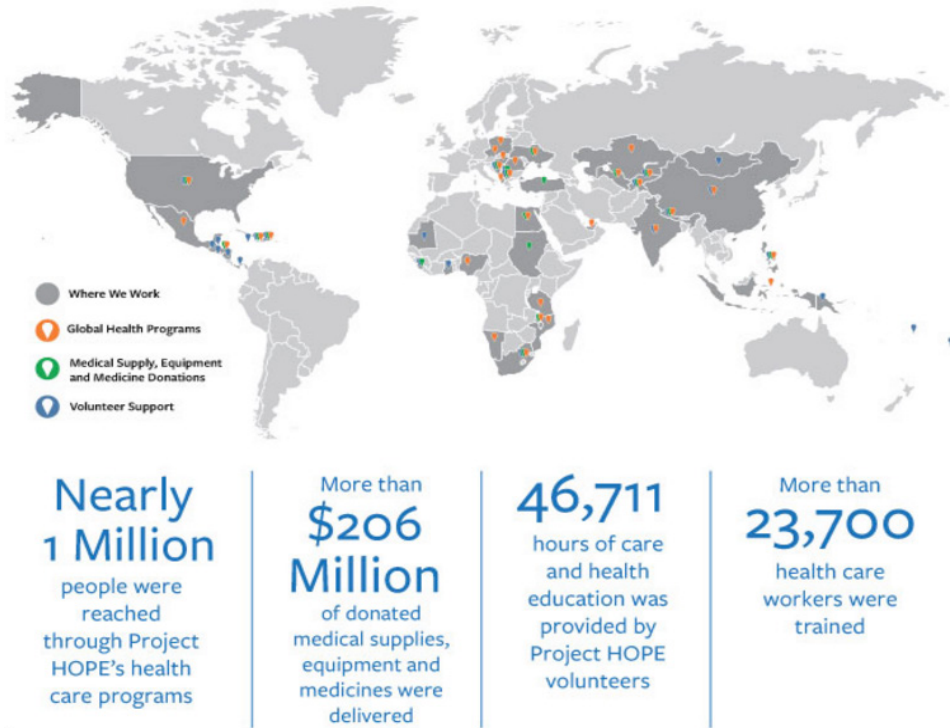 Where We Work
Global Health Programs
Medical Supply, Equipment
and Medicine Donations
Volunteer Support
Nearly
1 Million
people were
reached
through Project
HOPE's health
care programs
More than
$206
Million
of donated
medical supplies,
equipment and
medicines were
delivered
46,711
hours of care
and health
education was
provided by
Project HOPE
volunteers
More than
23,700
health care
workers were
trained